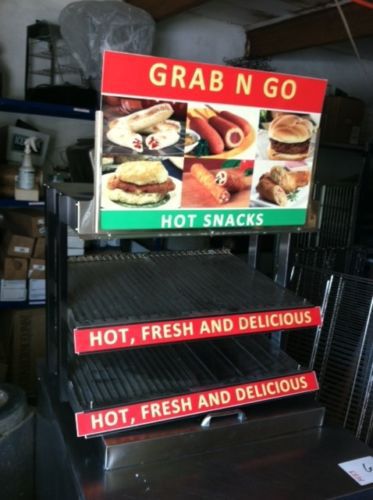 GRAB N GO
HOT SNACKS
HOT, FRESH AND DELICIOUS
HOT, FRESH AND DELICIOUS